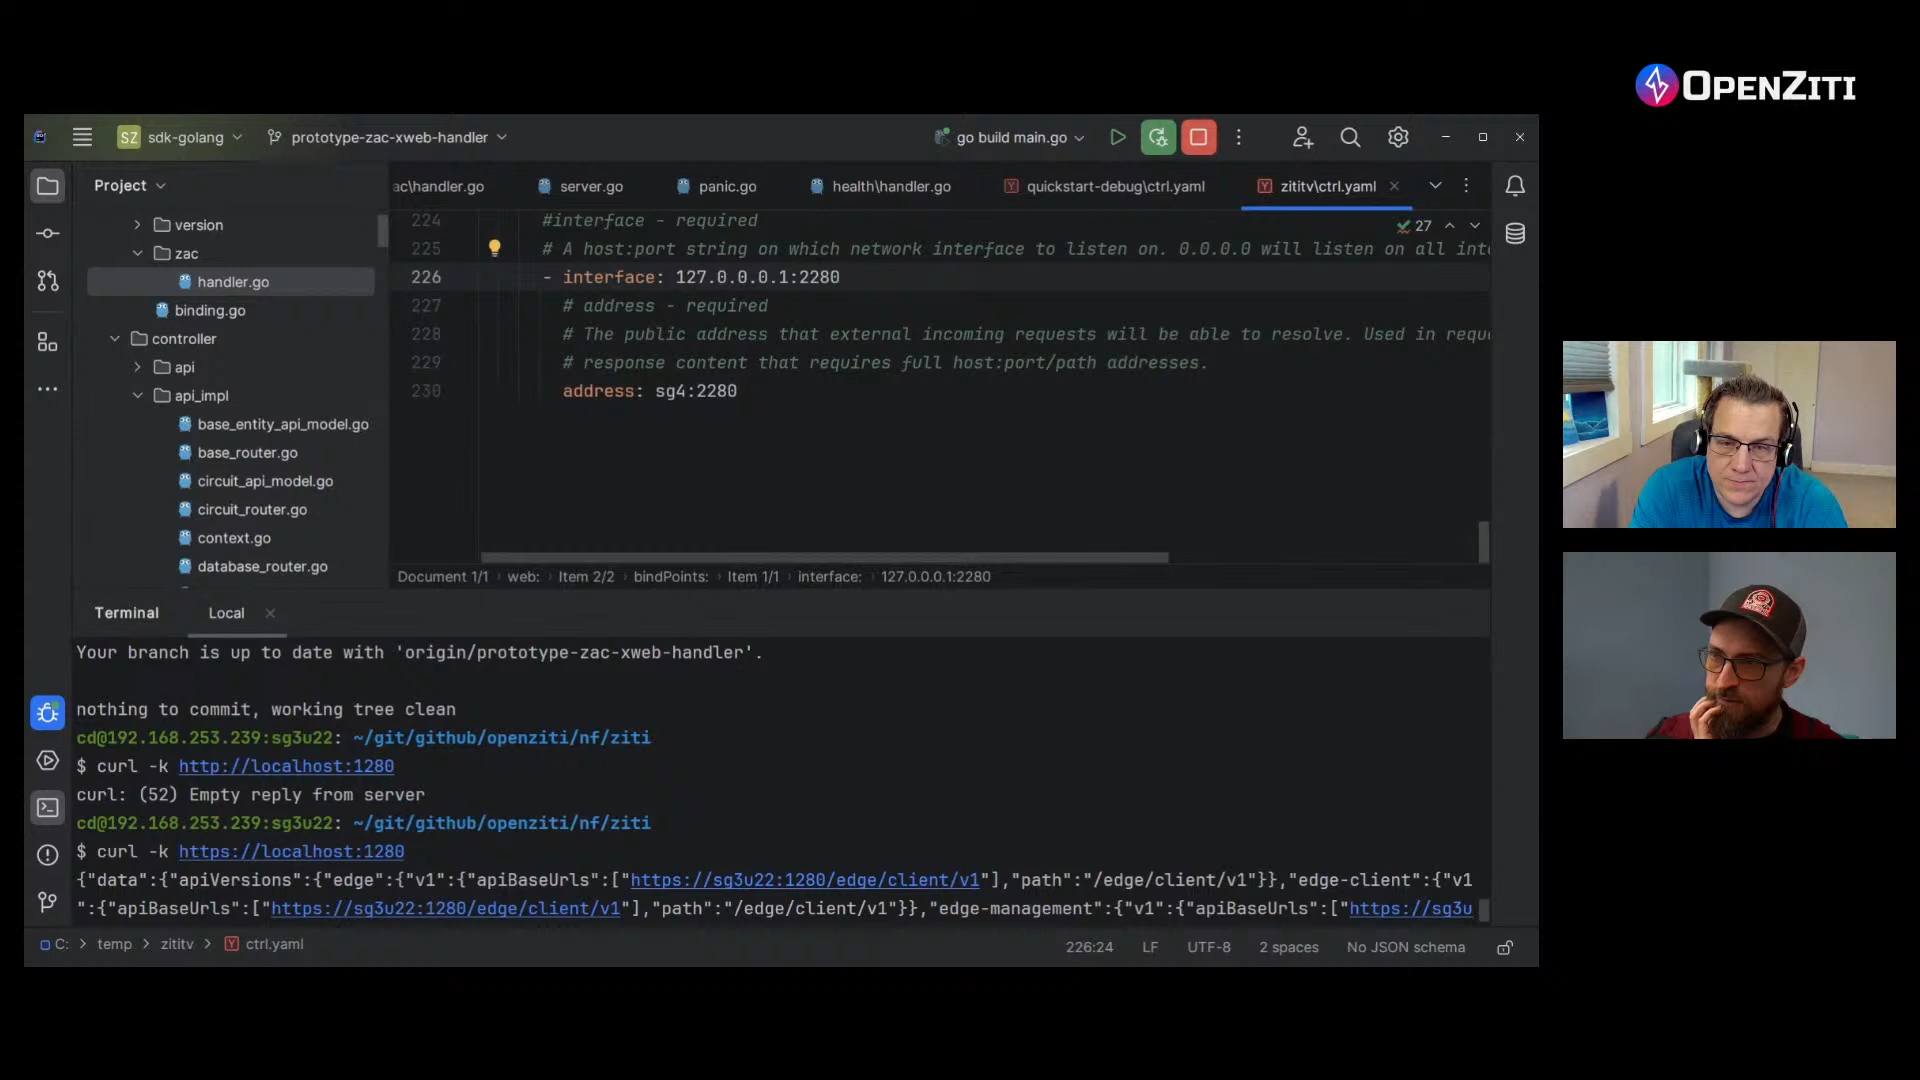 OPENZITI
SZ sdk-golang prototype-zac-xweb-handler go build main.go
Project
ac\handler.go server.go panic.go health\handler.go quickstart-debug\ctrl.yaml zititv\ctrl.yaml
version
zac
handler.go
binding.go
controller
api
api_impl
base_entity_api_model.go
base_router.go
circuit_api_model.go
circuit_router.go
context.go
database_router.go
27
224 #interface - required
225 # A host:port string on which network interface to listen on. 0.0.0.0 will listen on all inte
226 - interface: 127.0.0.0.1:2280
227 # address - required
228 # The public address that external incoming requests will be able to resolve. Used in reque
229 # response content that requires full host:port/path addresses.
230 address: sg4:2280
Document 1/1 web: Item 2/2 bindPoints: Item 1/1 interface: 127.0.0.0.1:2280
Terminal Local
Your branch is up to date with 'origin/prototype-zac-xweb-handler'.
nothing to commit, working tree clean
cd@192.168.253.239:sg3u22: ~/git/github/openziti/nf/ziti
$ curl -k http://localhost:1280
curl: (52) Empty reply from server
cd@192.168.253.239:sg3u22: ~/git/github/openziti/nf/ziti
$ curl -k https://localhost:1280
{"data":{"apiVersions":{"edge":{"v1":{"apiBaseUrls":["https://sg3u22:1280/edge/client/v1"],"path":"/edge/client/v1"}},"edge-client":{"v1
":{"apiBaseUrls":["https://sg3u22:1280/edge/client/v1"],"path":"/edge/client/v1"}},"edge-management":{"v1":{"apiBaseUrls":["https://sg3u
C: > temp > zititv > ctrl.yaml 226:24 LF UTF-8 2 spaces No JSON schema